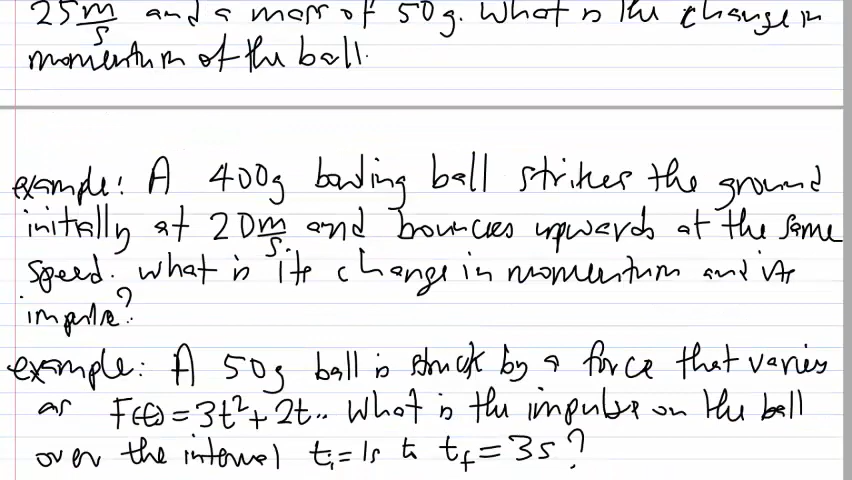 25 m/s and a mass of 50g. What is the change in
momentum of the ball.
example: A 400g bowling ball strikes the ground
initially at 20 m/s. and bounces upwards at the same
speed. what is its change in momentum and its
impulse?
example: A 50g ball is struck by a force that varies
as F(t) = 3t² + 2t.. What is the impulse on the ball
over the interval tᵢ = 1s to t_f = 3s?